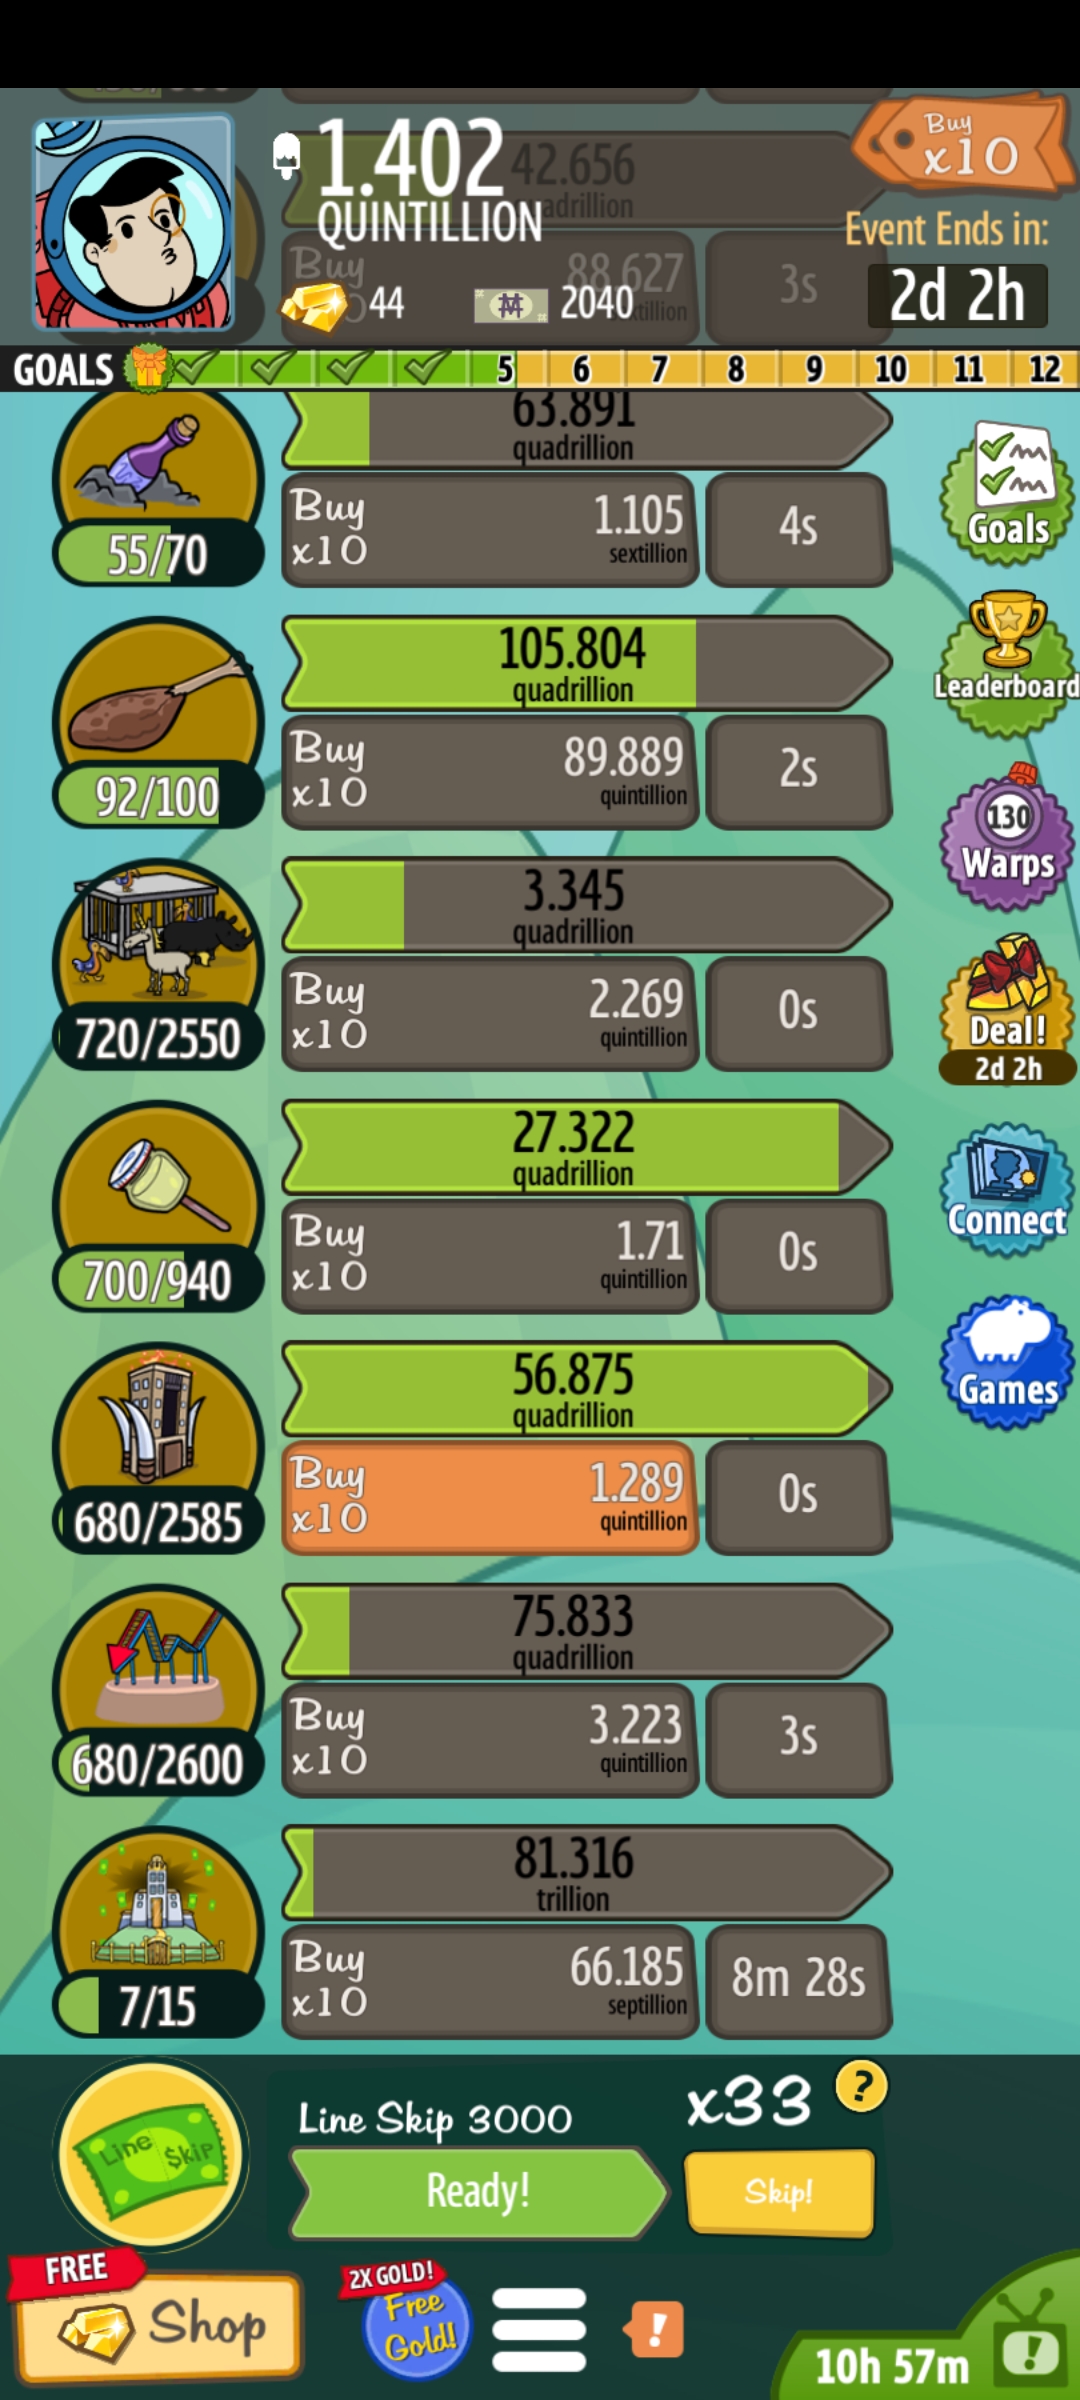 1.402
QUINTILLION
42.656
Buy
x10
Event Ends in:
Buy
88.627
3s
44
2040
2d 2h
GOALS
5 6 7 8 9 10 11 12
63.891
quadrillion
Buy
x10
1.105
sextillion
4s
55/70
Goals
105.804
quadrillion
Leaderboard
Buy
x10
89.889
quintillion
2s
92/100
130
Warps
3.345
quadrillion
Buy
x10
2.269
quintillion
0s
720/2550
Deal!
2d 2h
27.322
quadrillion
Connect
Buy
x10
1.71
quintillion
0s
700/940
56.875
quadrillion
Games
Buy
x10
1.289
quintillion
0s
680/2585
75.833
quadrillion
Buy
x10
3.223
quintillion
3s
680/2600
81.316
trillion
Buy
x10
66.185
septillion
8m 28s
7/15
Line $kip
Line Skip 3000
x33
?
Ready!
Skip!
FREE
Shop
2X GOLD!
Free
Gold!
!
10h 57m
!